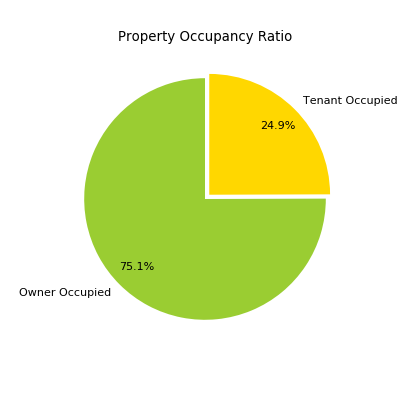 Property Occupancy Ratio
Tenant Occupied
24.9%
75.1%
Owner Occupied